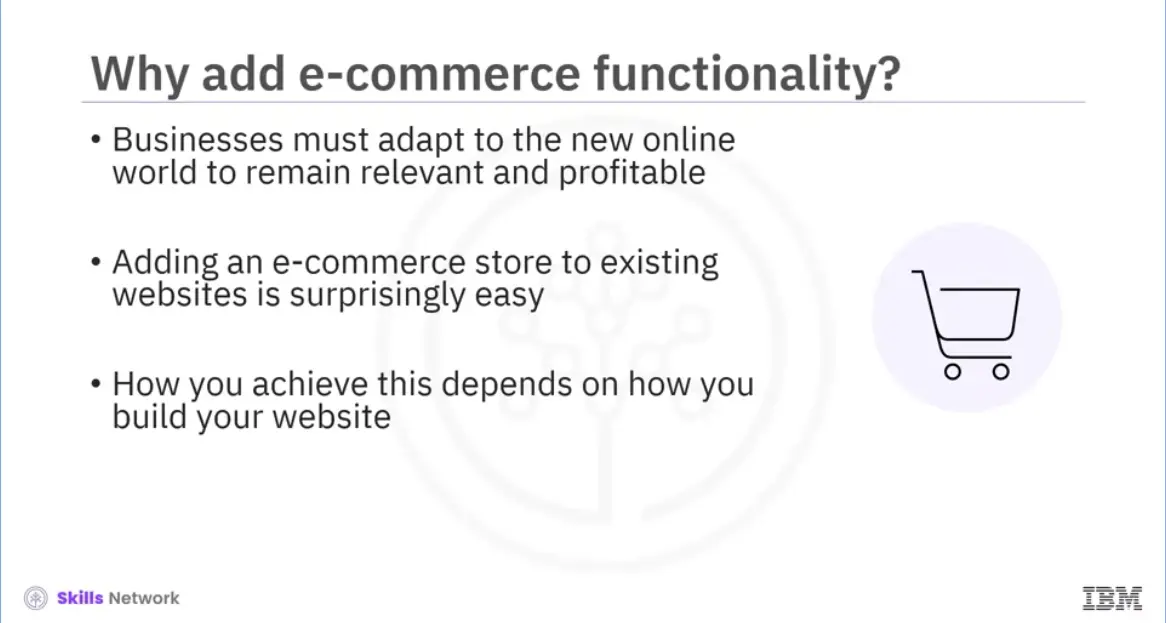 Why add e-commerce functionality?
• Businesses must adapt to the new online
world to remain relevant and profitable
• Adding an e-commerce store to existing
websites is surprisingly easy
• How you achieve this depends on how you
build your website
Skills Network
IBM